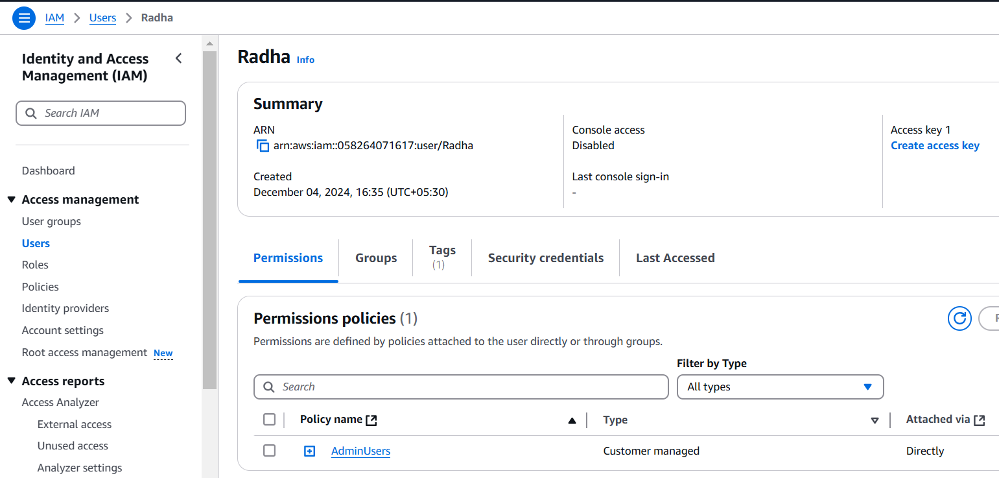 IAM > Users > Radha
Identity and Access
Management (IAM)
Search IAM
Dashboard
Access management
User groups
Users
Roles
Policies
Identity providers
Account settings
Root access management New
Access reports
Access Analyzer
External access
Unused access
Analyzer settings
Radha Info
Summary
ARN
arn:aws:iam::058264071617:user/Radha
Created
December 04, 2024, 16:35 (UTC+05:30)
Console access
Disabled
Last console sign-in
-
Access key 1
Create access key
Permissions
Groups
Tags
(1)
Security credentials
Last Accessed
Permissions policies (1)
Permissions are defined by policies attached to the user directly or through groups.
Filter by Type
Search
All types
Policy name Type Attached via
AdminUsers Customer managed Directly